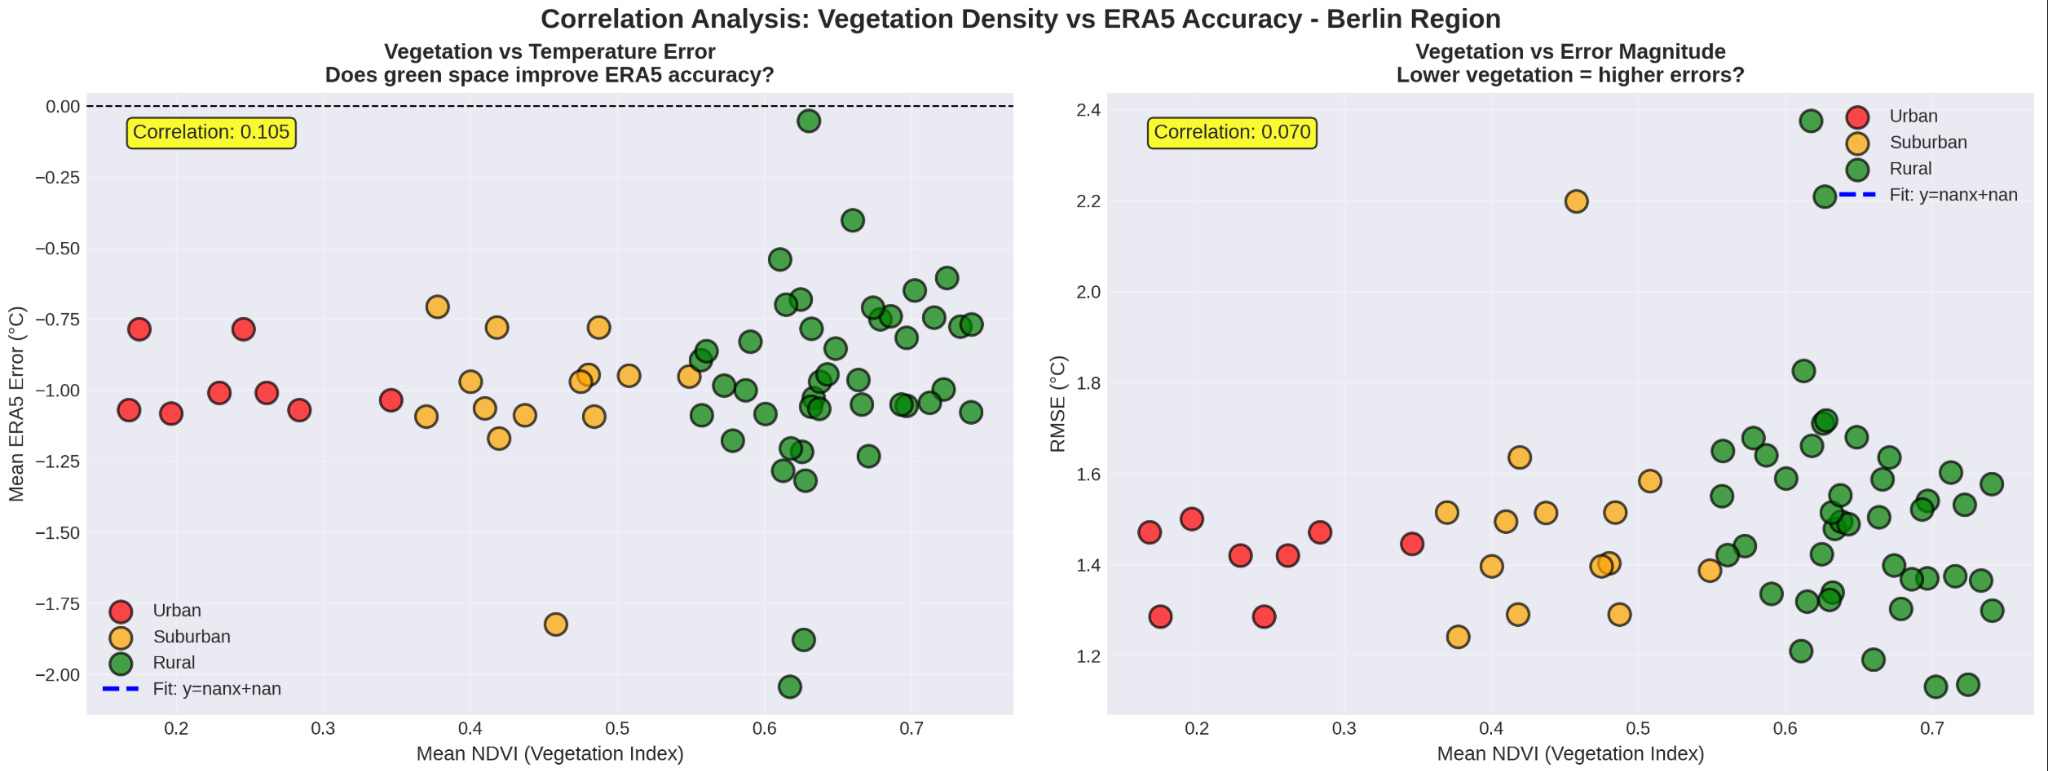 Correlation Analysis: Vegetation Density vs ERA5 Accuracy - Berlin Region
Vegetation vs Temperature Error
Does green space improve ERA5 accuracy?
Correlation: 0.105
0.00
−0.25
−0.50
−0.75
−1.00
−1.25
−1.50
−1.75
−2.00
Mean ERA5 Error (°C)
Urban
Suburban
Rural
Fit: y=nanx+nan
0.2 0.3 0.4 0.5 0.6 0.7
Mean NDVI (Vegetation Index)
Vegetation vs Error Magnitude
Lower vegetation = higher errors?
Correlation: 0.070
Urban
Suburban
Rural
Fit: y=nanx+nan
2.4
2.2
2.0
1.8
1.6
1.4
1.2
RMSE (°C)
0.2 0.3 0.4 0.5 0.6 0.7
Mean NDVI (Vegetation Index)